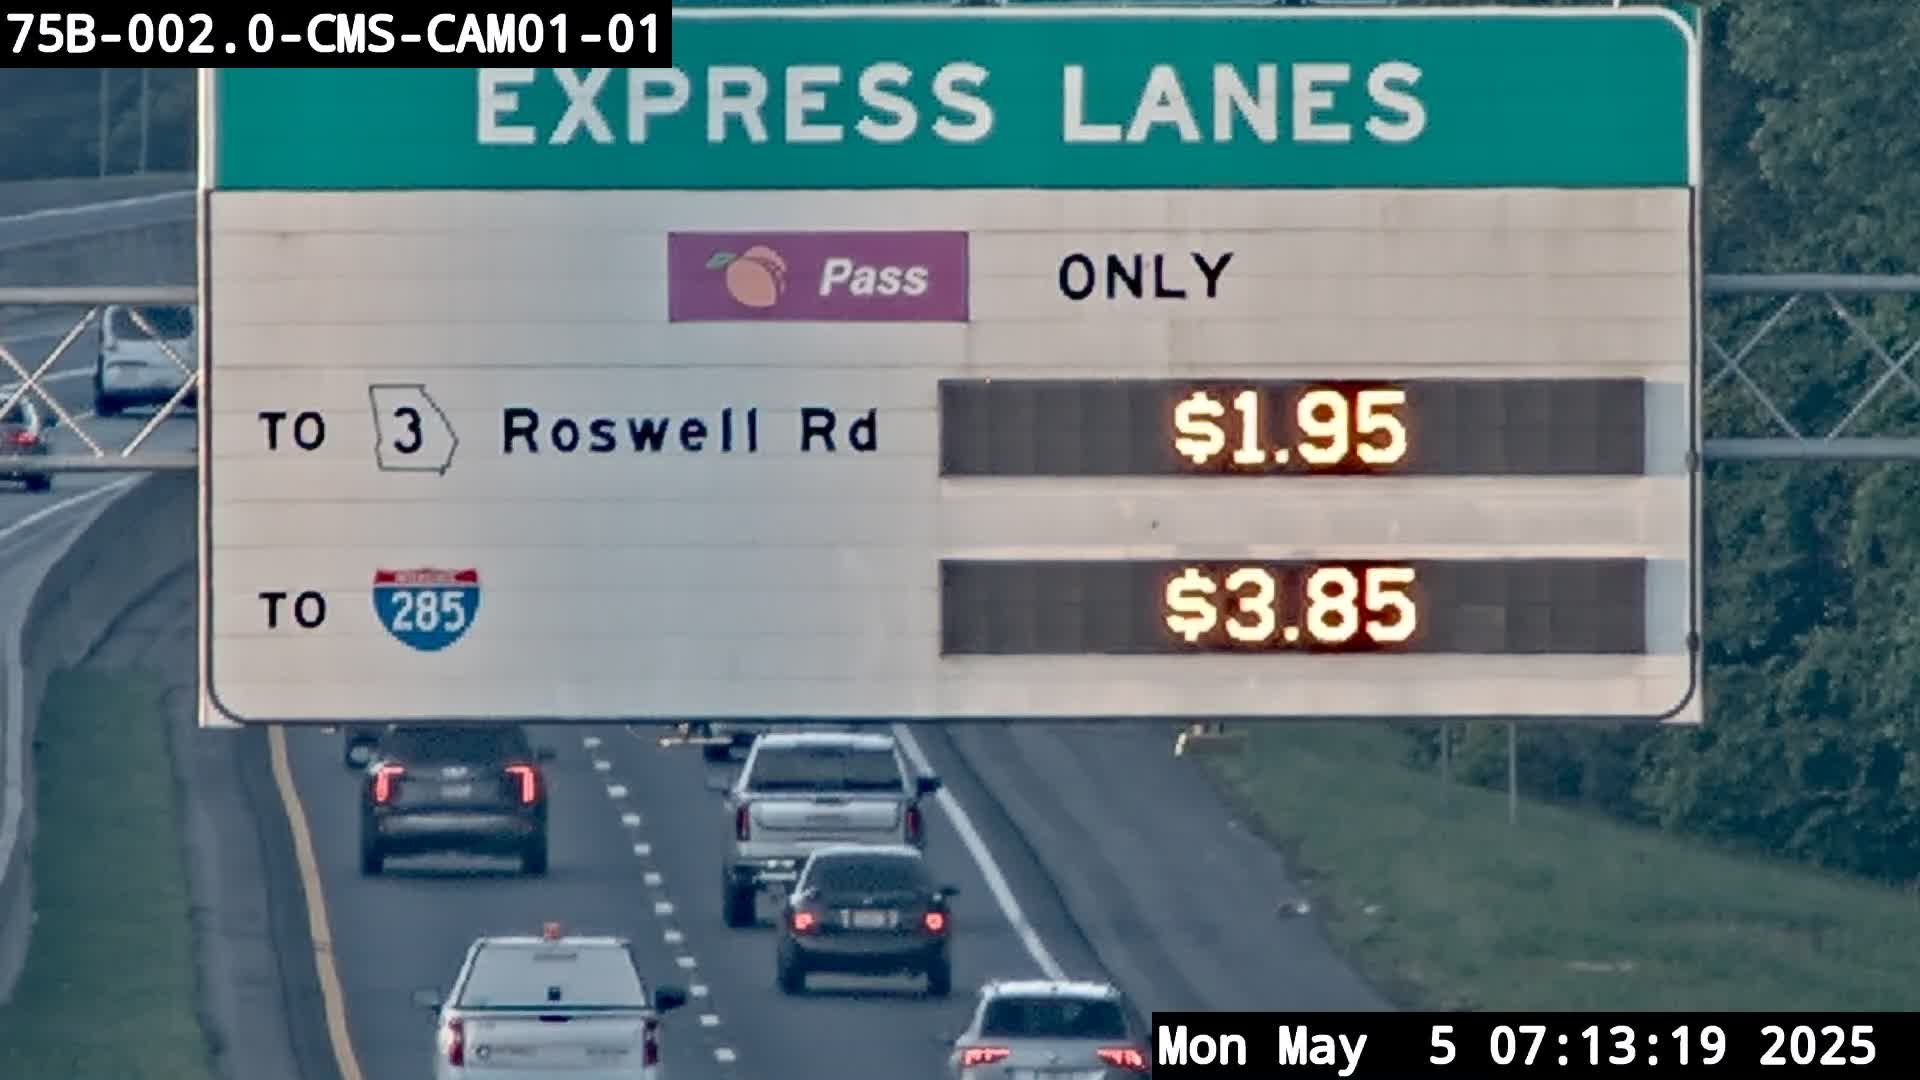 75B-002.0-CMS-CAM01-01
EXPRESS LANES
Pass ONLY
TO 3 Roswell Rd $1.95
TO 285 $3.85
Mon May 5 07:13:19 2025